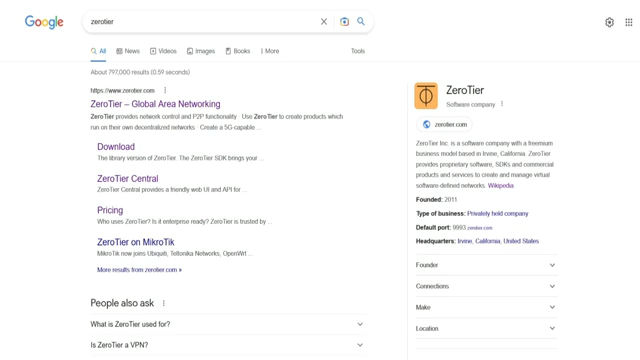 Google
zerotier
All
News
Videos
Images
Books
More
Tools
About 797,000 results (0.59 seconds)
https://www.zerotier.com
ZeroTier – Global Area Networking
ZeroTier provides network control and P2P functionality · Use ZeroTier to create products which
run on their own decentralized networks · Create a 5G-capable ...
Download
The library version of ZeroTier. The ZeroTier SDK brings your ...
ZeroTier Central
ZeroTier Central provides a friendly web UI and API for ...
Pricing
Who uses ZeroTier? Is it enterprise ready? ZeroTier is trusted by ...
ZeroTier on MikroTik
MikroTik now joins Ubiquiti, Teltonika Networks, OpenWrt ...
More results from zerotier.com »
People also ask
What is ZeroTier used for?
Is ZeroTier a VPN?
ZeroTier
Software company
zerotier.com
ZeroTier Inc. is a software company with a freemium
business model based in Irvine, California. ZeroTier
provides proprietary software, SDKs and commercial
products and services to create and manage virtual
software-defined networks. Wikipedia
Founded: 2011
Type of business: Privately held company
Default port: 9993 zerotier.com
Headquarters: Irvine, California, United States
Founder
Connections
Make
Location